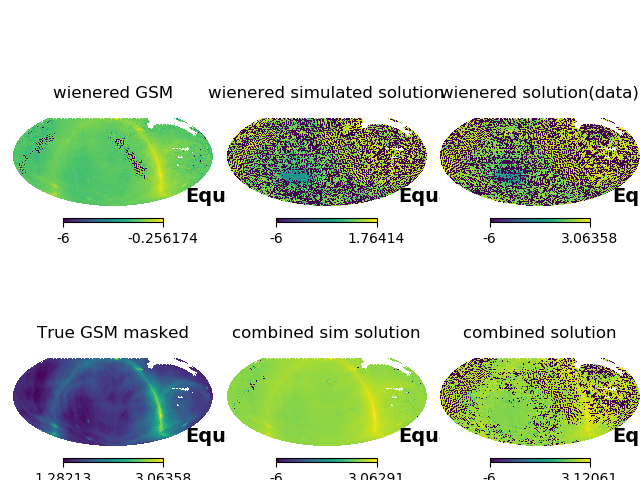 wienered GSM
wienered simulated solution
wienered solution(data)
Equ
Equ
Eq
-6
-0.256174
-6
1.76414
-6
3.06358
True GSM masked
combined sim solution
combined solution
Equ
Equ
Eq
1.28213
3.06358
-6
3.06291
-6
3.12061